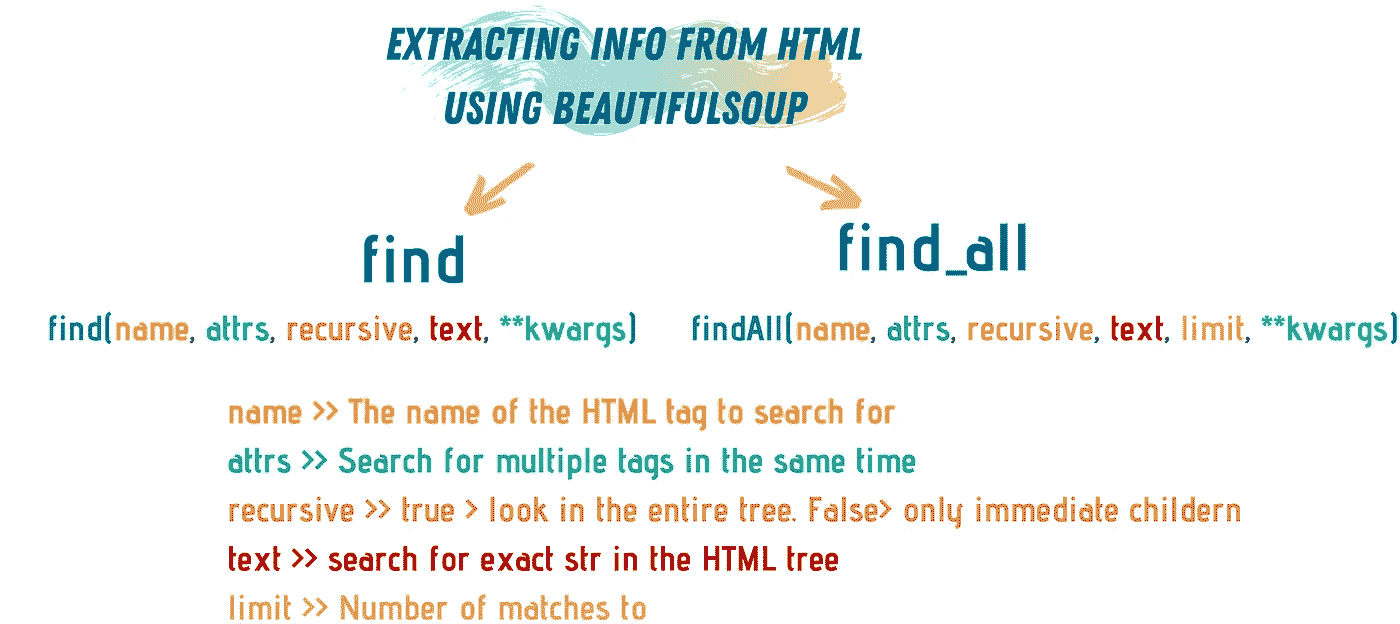 EXTRACTING INFO FROM HTML
USING BEAUTIFULSOUP
find
find_all
find(name, attrs, recursive, text, **kwargs)
findAll(name, attrs, recursive, text, limit, **kwargs)
name >> The name of the HTML tag to search for
attrs >> Search for multiple tags in the same time
recursive >> true > look in the entire tree. False> only immediate childern
text >> search for exact str in the HTML tree
limit >> Number of matches to